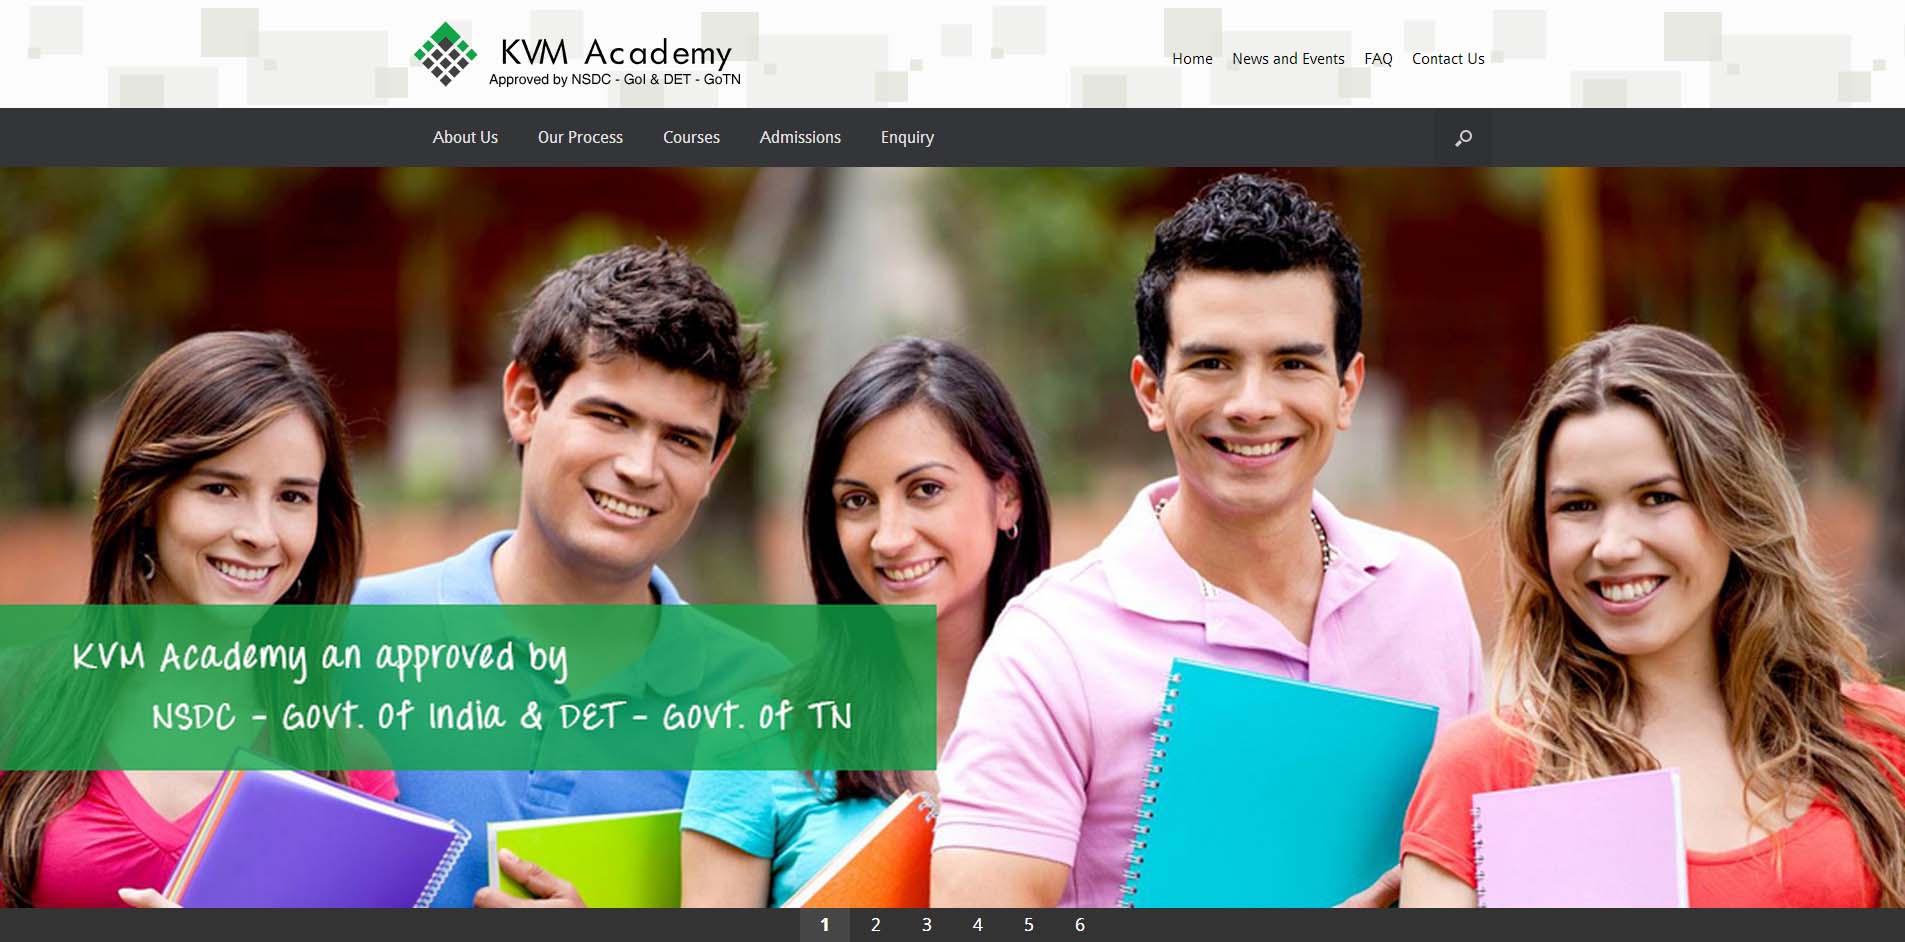 KVM Academy
Approved by NSDC - GoI & DET - GoTN
Home News and Events FAQ Contact Us
About Us Our Process Courses Admissions Enquiry
KVM Academy an approved by
NSDC - Govt. of India & DET - Govt. of TN
1 2 3 4 5 6